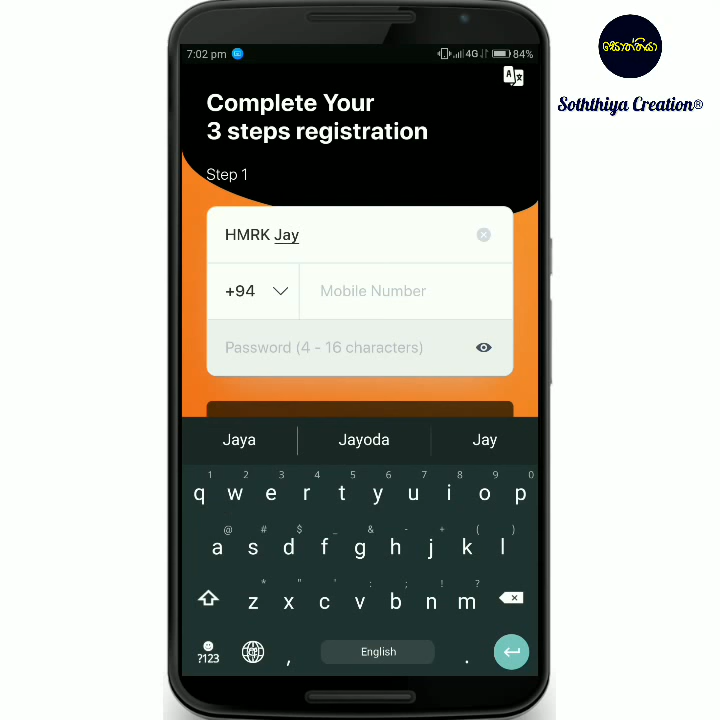 7:02 pm
4G
84%
සොත්තියා
Soththiya Creation®
Complete Your
3 steps registration
Step 1
HMRK Jay
+94
Mobile Number
Password (4 - 16 characters)
Jaya Jayoda Jay
1 2 3 4 5 6 7 8 9 0
q w e r t y u i o p
@ # $ _ & - + ( )
a s d f g h j k l
* " ' : ; ! ?
z x c v b n m
?123 , English .